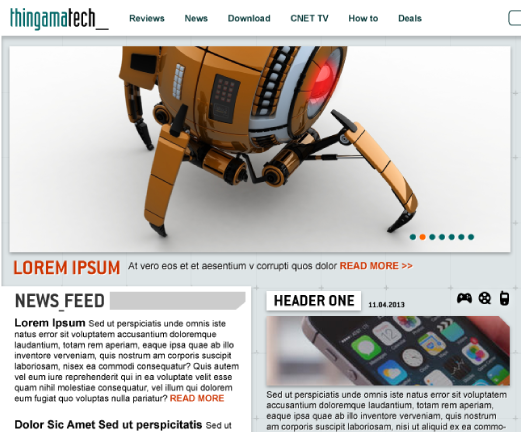 thingamatech_
Reviews News Download CNET TV How to Deals
LOREM IPSUM At vero eos et et aesentium v corrupti quos dolor READ MORE >>
NEWS_FEED
Lorem Ipsum Sed ut perspiciatis unde omnis iste
natus error sit voluptatem accusantium doloremque
laudantium, totam rem aperiam, eaque ipsa quae ab illo
inventore verveniam, quis nostrum am corporis suscipit
laboriosam, nisex ea commodi consequatur? Quis autem
vel eum iure reprehenderit qui in ea voluptate velit esse
quam nihil molestiae consequatur, vel illum qui dolorem
eum fugiat quo voluptas nulla pariatur? READ MORE
Dolor Sic Amet Sed ut perspicitatis Sed ut
HEADER ONE 11.04.2013
Sed ut perspiciatis unde omnis iste natus error sit voluptatem
accusantium doloremque laudantium, totam rem aperiam,
eaque ipsa quae ab illo inventore verveniam, quis nostrum
am corporis suscipit laboriosam, nisi ut aliquid ex ea commo-